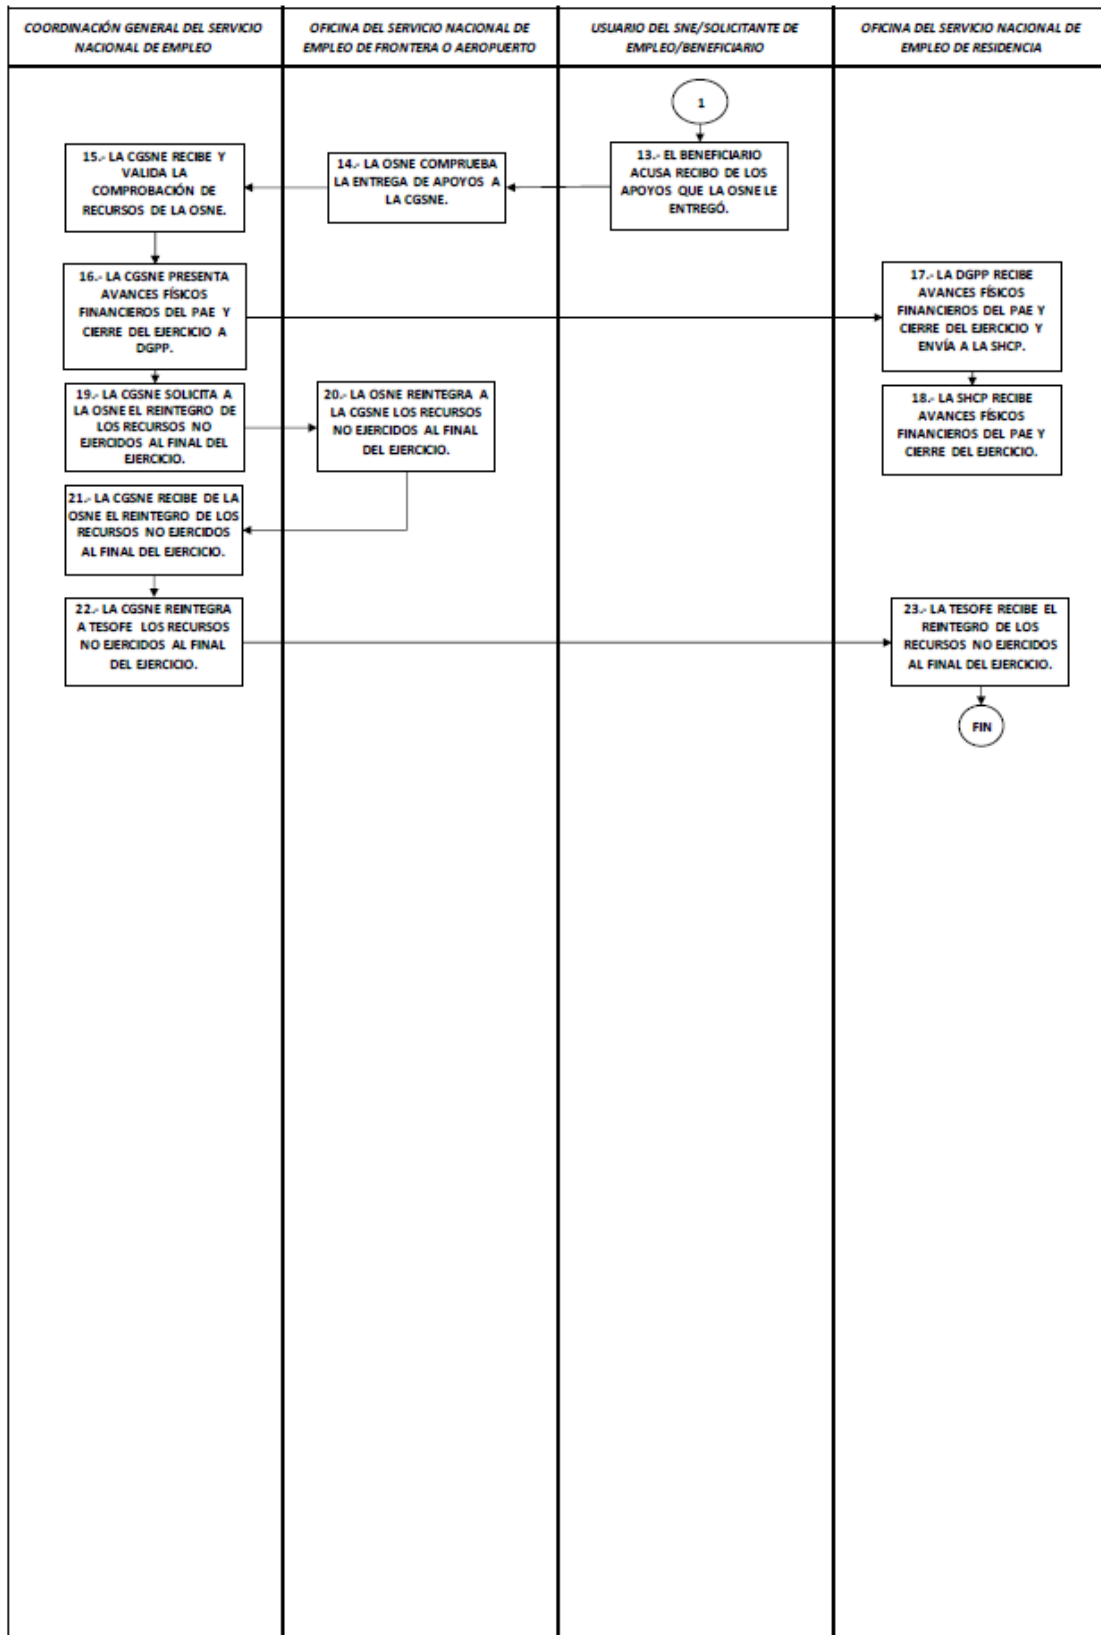 COORDINACIÓN GENERAL DEL SERVICIO
NACIONAL DE EMPLEO
OFICINA DEL SERVICIO NACIONAL DE
EMPLEO DE FRONTERA O AEROPUERTO
USUARIO DEL SNE/SOLICITANTE DE
EMPLEO/BENEFICIARIO
OFICINA DEL SERVICIO NACIONAL DE
EMPLEO DE RESIDENCIA
1
13.- EL BENEFICIARIO
ACUSA RECIBO DE LOS
APOYOS QUE LA OSNE LE
ENTREGÓ.
14.- LA OSNE COMPRUEBA
LA ENTREGA DE APOYOS A
LA CGSNE.
15.- LA CGSNE RECIBE Y
VALIDA LA
COMPROBACIÓN DE
RECURSOS DE LA OSNE.
16.- LA CGSNE PRESENTA
AVANCES FÍSICOS
FINANCIEROS DEL PAE Y
CIERRE DEL EJERCICIO A
DGPP.
17.- LA DGPP RECIBE
AVANCES FÍSICOS
FINANCIEROS DEL PAE Y
CIERRE DEL EJERCICIO Y
ENVÍA A LA SHCP.
18.- LA SHCP RECIBE
AVANCES FÍSICOS
FINANCIEROS DEL PAE Y
CIERRE DEL EJERCICIO.
19.- LA CGSNE SOLICITA A
LA OSNE EL REINTEGRO DE
LOS RECURSOS NO
EJERCIDOS AL FINAL DEL
EJERCICIO.
20.- LA OSNE REINTEGRA A
LA CGSNE LOS RECURSOS
NO EJERCIDOS AL FINAL
DEL EJERCICIO.
21.- LA CGSNE RECIBE DE LA
OSNE EL REINTEGRO DE LOS
RECURSOS NO EJERCIDOS
AL FINAL DEL EJERCICIO.
22.- LA CGSNE REINTEGRA
A TESOFE LOS RECURSOS
NO EJERCIDOS AL FINAL
DEL EJERCICIO.
23.- LA TESOFE RECIBE EL
REINTEGRO DE LOS
RECURSOS NO EJERCIDOS
AL FINAL DEL EJERCICIO.
FIN